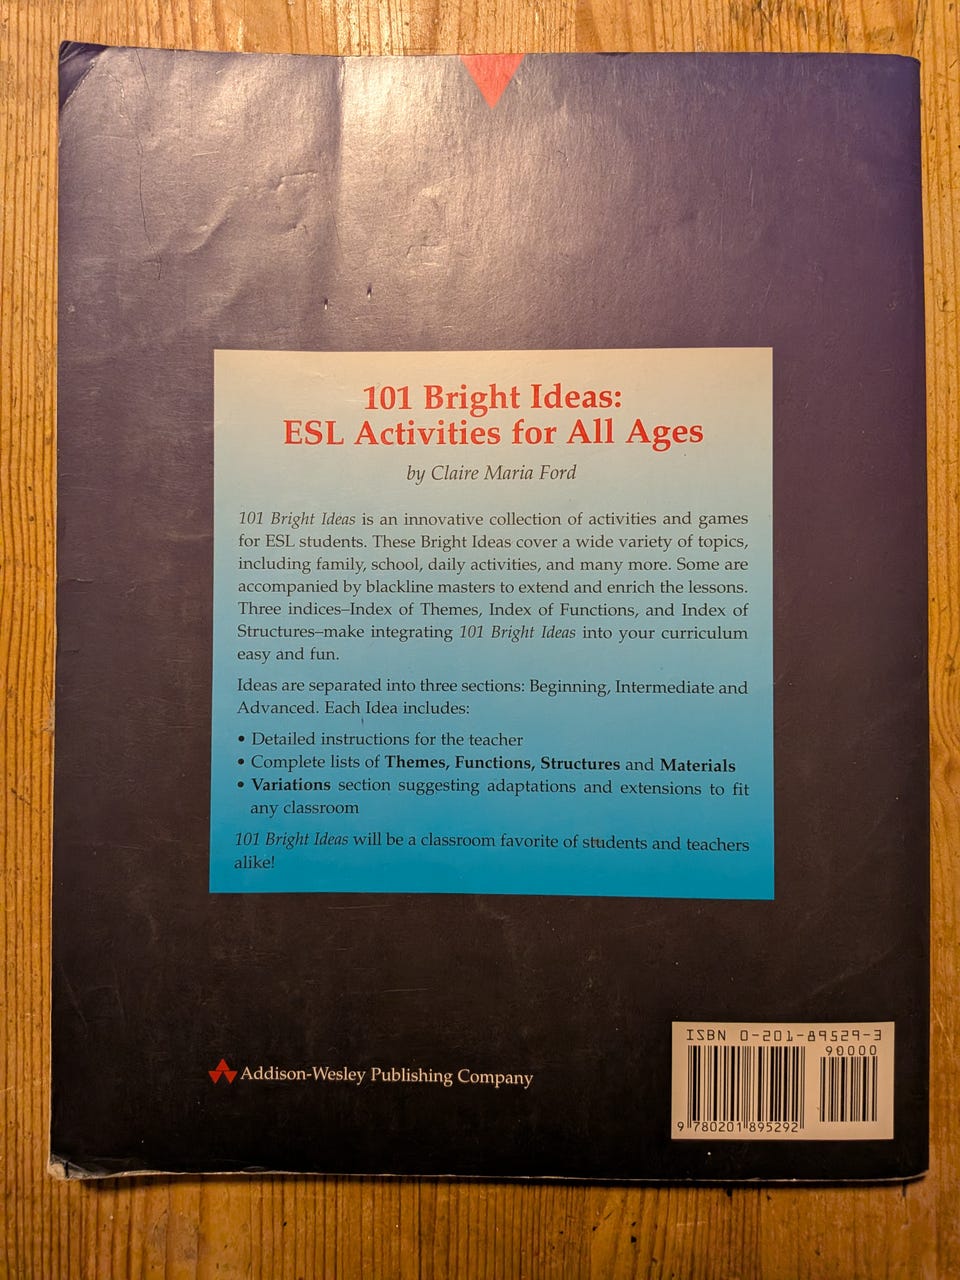 101 Bright Ideas:
ESL Activities for All Ages
by Claire Maria Ford
101 Bright Ideas is an innovative collection of activities and games
for ESL students. These Bright Ideas cover a wide variety of topics,
including family, school, daily activities, and many more. Some are
accompanied by blackline masters to extend and enrich the lessons.
Three indices–Index of Themes, Index of Functions, and Index of
Structures–make integrating 101 Bright Ideas into your curriculum
easy and fun.
Ideas are separated into three sections: Beginning, Intermediate and
Advanced. Each Idea includes:
• Detailed instructions for the teacher
• Complete lists of Themes, Functions, Structures and Materials
• Variations section suggesting adaptations and extensions to fit
any classroom
101 Bright Ideas will be a classroom favorite of students and teachers
alike!
Addison-Wesley Publishing Company
ISBN 0-201-89529-3
90000
9 780201 895292